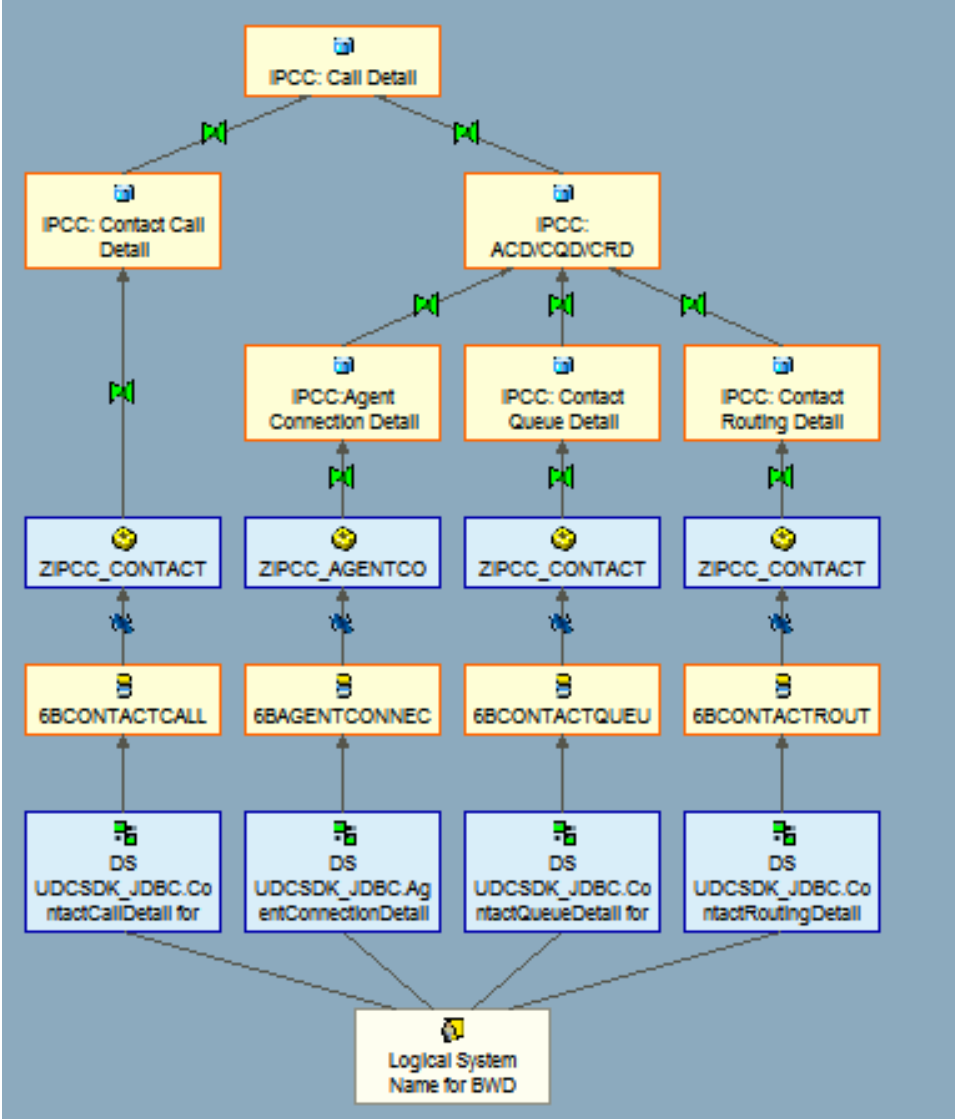 IPCC: Call Detail
IPCC: Contact Call
Detail
IPCC:
ACD/CQD/CRD
IPCC:Agent
Connection Detail
IPCC: Contact
Queue Detail
IPCC: Contact
Routing Detail
ZIPCC_CONTACT
ZIPCC_AGENTCO
ZIPCC_CONTACT
ZIPCC_CONTACT
6BCONTACTCALL
6BAGENTCONNEC
6BCONTACTQUEU
6BCONTACTROUT
DS
UDCSDK_JDBC.Co
ntactCallDetail for
DS
UDCSDK_JDBC.Ag
entConnectionDetail
DS
UDCSDK_JDBC.Co
ntactQueueDetail for
DS
UDCSDK_JDBC.Co
ntactRoutingDetail
Logical System
Name for BWD